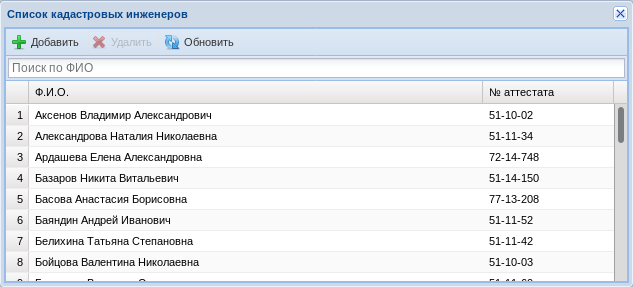 Список кадастровых инженеров
Добавить Удалить Обновить
Поиск по ФИО
Ф.И.О. № аттестата
1 Аксенов Владимир Александрович 51-10-02
2 Александрова Наталия Николаевна 51-11-34
3 Ардашева Елена Александровна 72-14-748
4 Базаров Никита Витальевич 51-14-150
5 Басова Анастасия Борисовна 77-13-208
6 Баяндин Андрей Иванович 51-11-52
7 Белихина Татьяна Степановна 51-11-42
8 Бойцова Валентина Николаевна 51-10-03